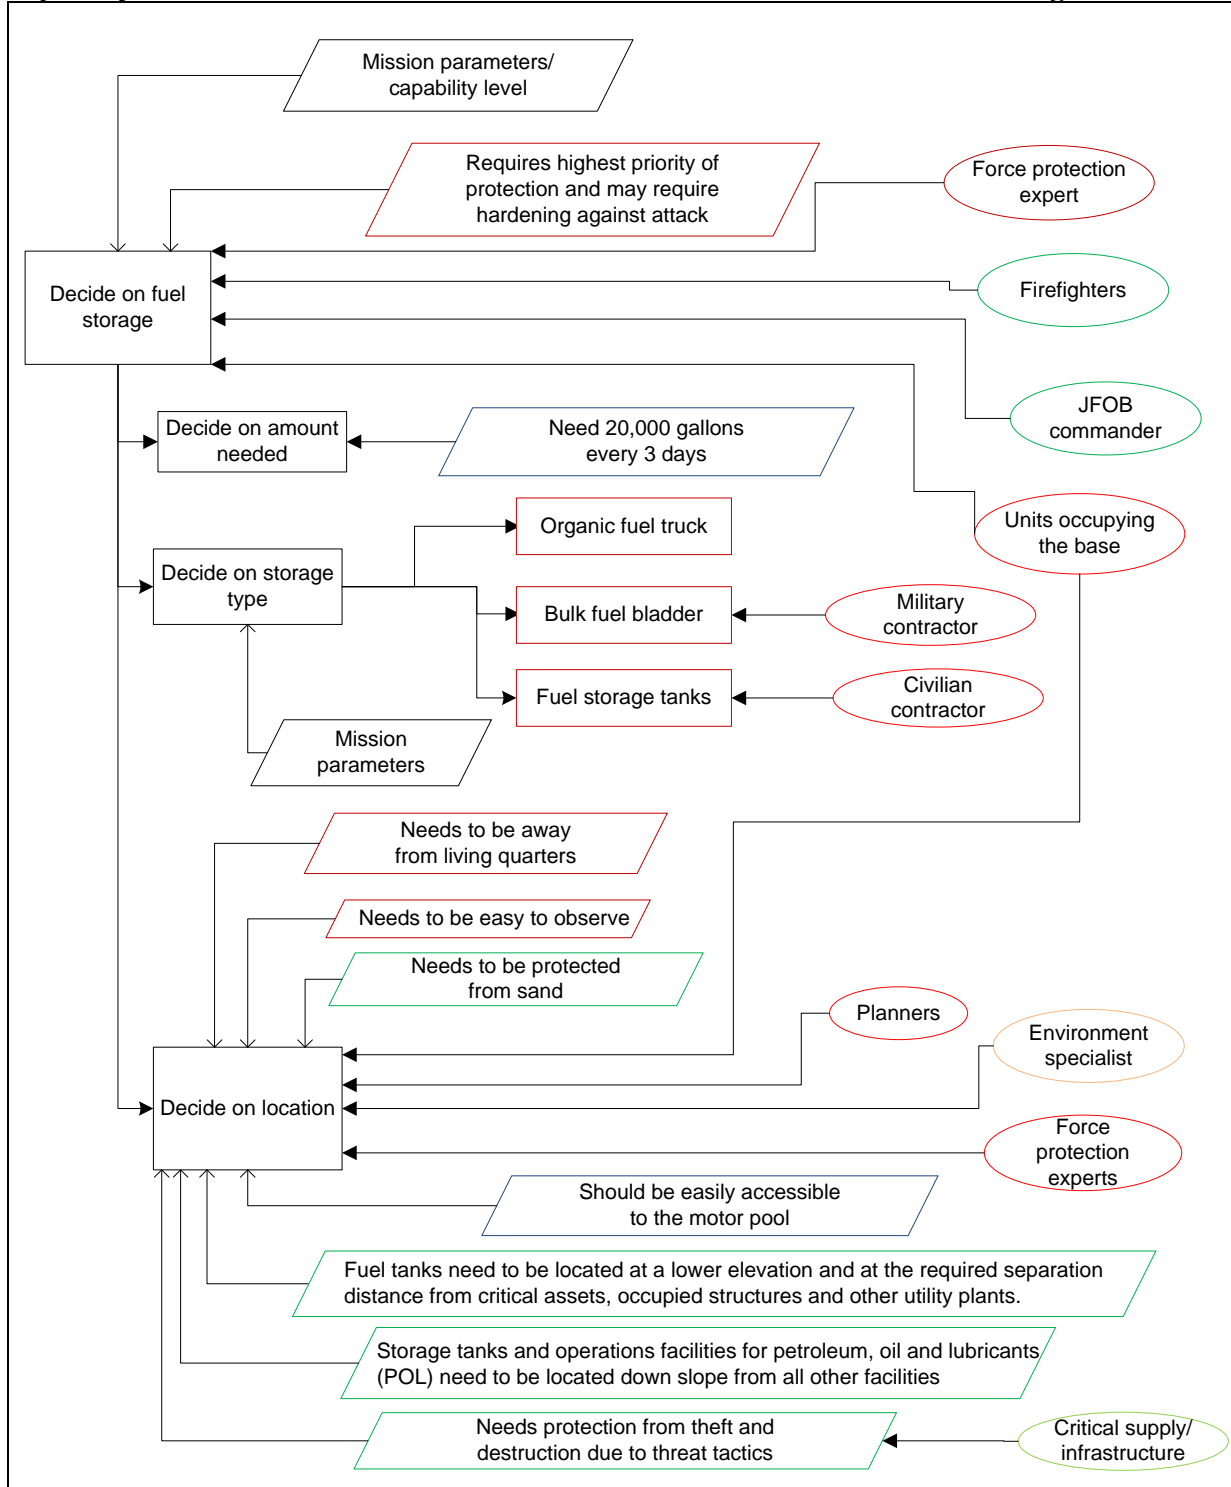 Mission parameters/
capability level
Requires highest priority of
protection and may require
hardening against attack
Force protection
expert
Decide on fuel
storage
Firefighters
JFOB
commander
Decide on amount
needed
Need 20,000 gallons
every 3 days
Units occupying
the base
Organic fuel truck
Decide on storage
type
Bulk fuel bladder
Military
contractor
Fuel storage tanks
Civilian
contractor
Mission
parameters
Needs to be away
from living quarters
Needs to be easy to observe
Needs to be protected
from sand
Planners
Environment
specialist
Decide on location
Force
protection
experts
Should be easily accessible
to the motor pool
Fuel tanks need to be located at a lower elevation and at the required separation
distance from critical assets, occupied structures and other utility plants.
Storage tanks and operations facilities for petroleum, oil and lubricants
(POL) need to be located down slope from all other facilities
Needs protection from theft and
destruction due to threat tactics
Critical supply/
infrastructure